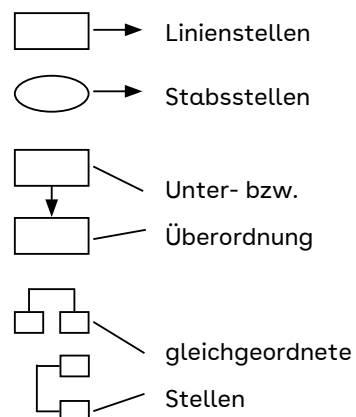 Linienstellen
Stabsstellen
Unter- bzw.
Überordnung
gleichgeordnete
Stellen